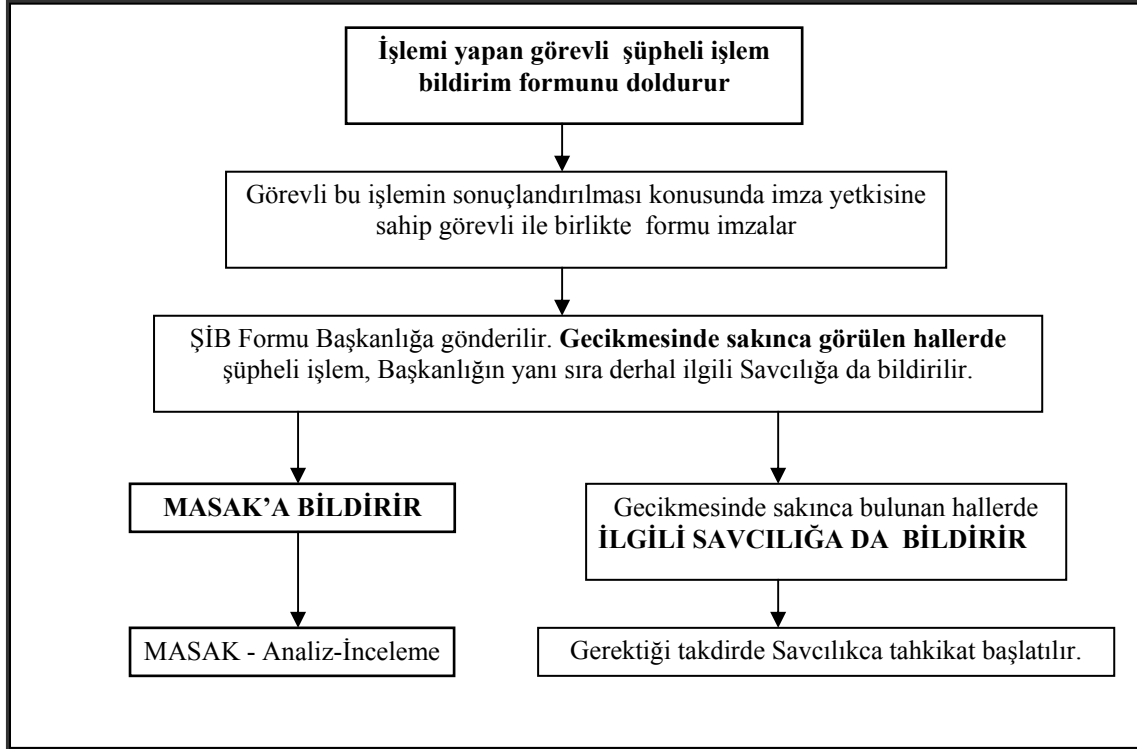 İşlemi yapan görevli şüpheli işlem
bildirim formunu doldurur
Görevli bu işlemin sonuçlandırılması konusunda imza yetkisine
sahip görevli ile birlikte formu imzalar
ŞİB Formu Başkanlığa gönderilir. Gecikmesinde sakınca görülen hallerde
şüpheli işlem, Başkanlığın yanı sıra derhal ilgili Savcılığa da bildirilir.
MASAK’A BİLDİRİR
Gecikmesinde sakınca bulunan hallerde
İLGİLİ SAVCILIĞA DA BİLDİRİR
MASAK - Analiz-İnceleme
Gerektiği takdirde Savcılıkca tahkikat başlatılır.